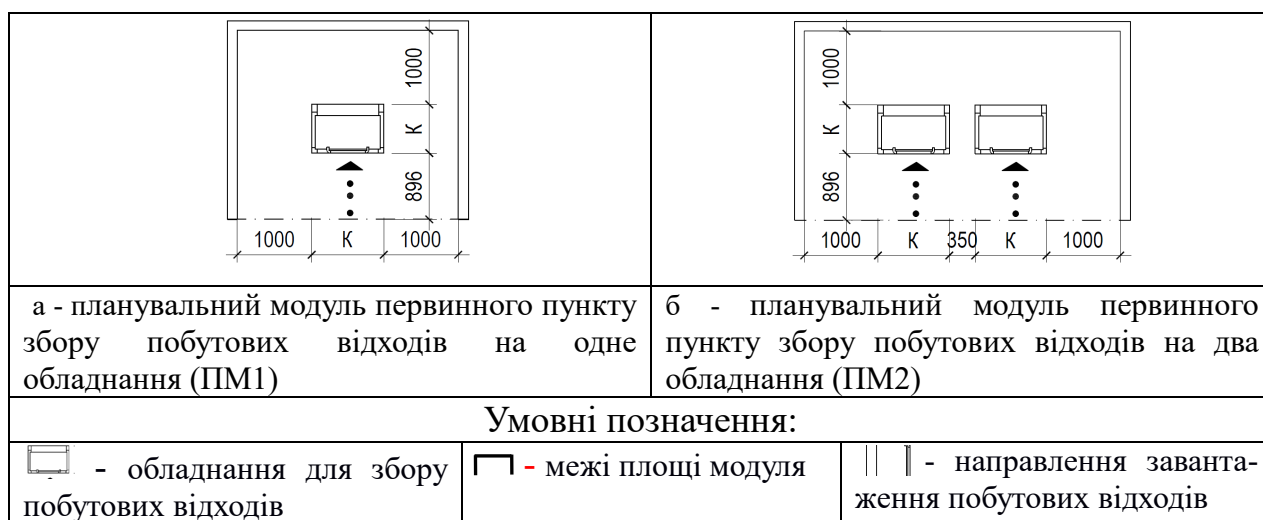 1000
К
896
1000
К
1000
1000
К
896
1000
К
350
К
1000
а - планувальний модуль первинного пункту
збору побутових відходів на одне
обладнання (ПМ1)
б - планувальний модуль первинного
пункту збору побутових відходів на два
обладнання (ПМ2)
Умовні позначення:
- обладнання для збору
побутових відходів
- межі площі модуля
- направлення заванта-
ження побутових відходів